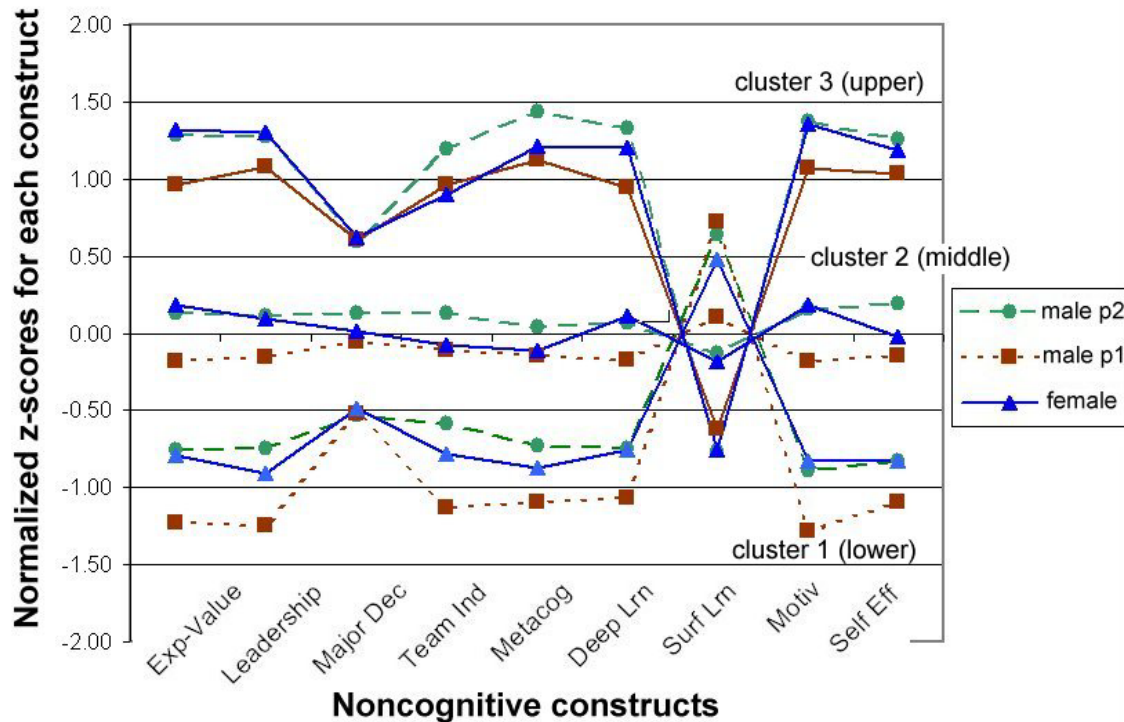 Normalized z-scores for each construct
2.00
1.50
1.00
0.50
0.00
-0.50
-1.00
-1.50
-2.00
cluster 3 (upper)
cluster 2 (middle)
cluster 1 (lower)
male p2
male p1
female
Exp-Value
Leadership
Major Dec
Team Ind
Metacog
Deep Lrn
Surf Lrn
Motiv
Self Eff
Noncognitive constructs